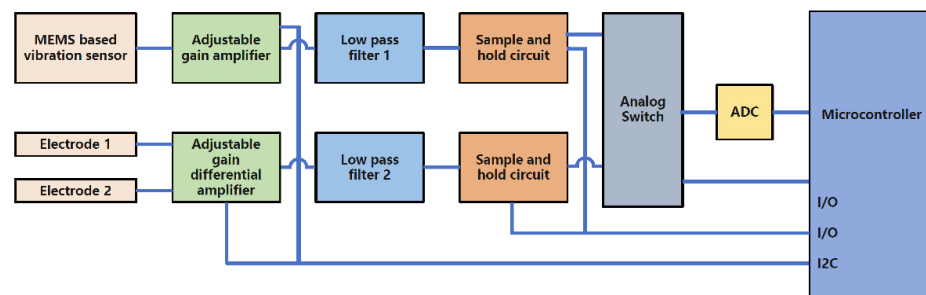 MEMS based
vibration sensor
Adjustable
gain amplifier
Low pass
filter 1
Sample and
hold circuit
Analog
Switch
ADC
Microcontroller
Electrode 1
Electrode 2
Adjustable
gain
differential
amplifier
Low pass
filter 2
Sample and
hold circuit
I/O
I/O
I2C